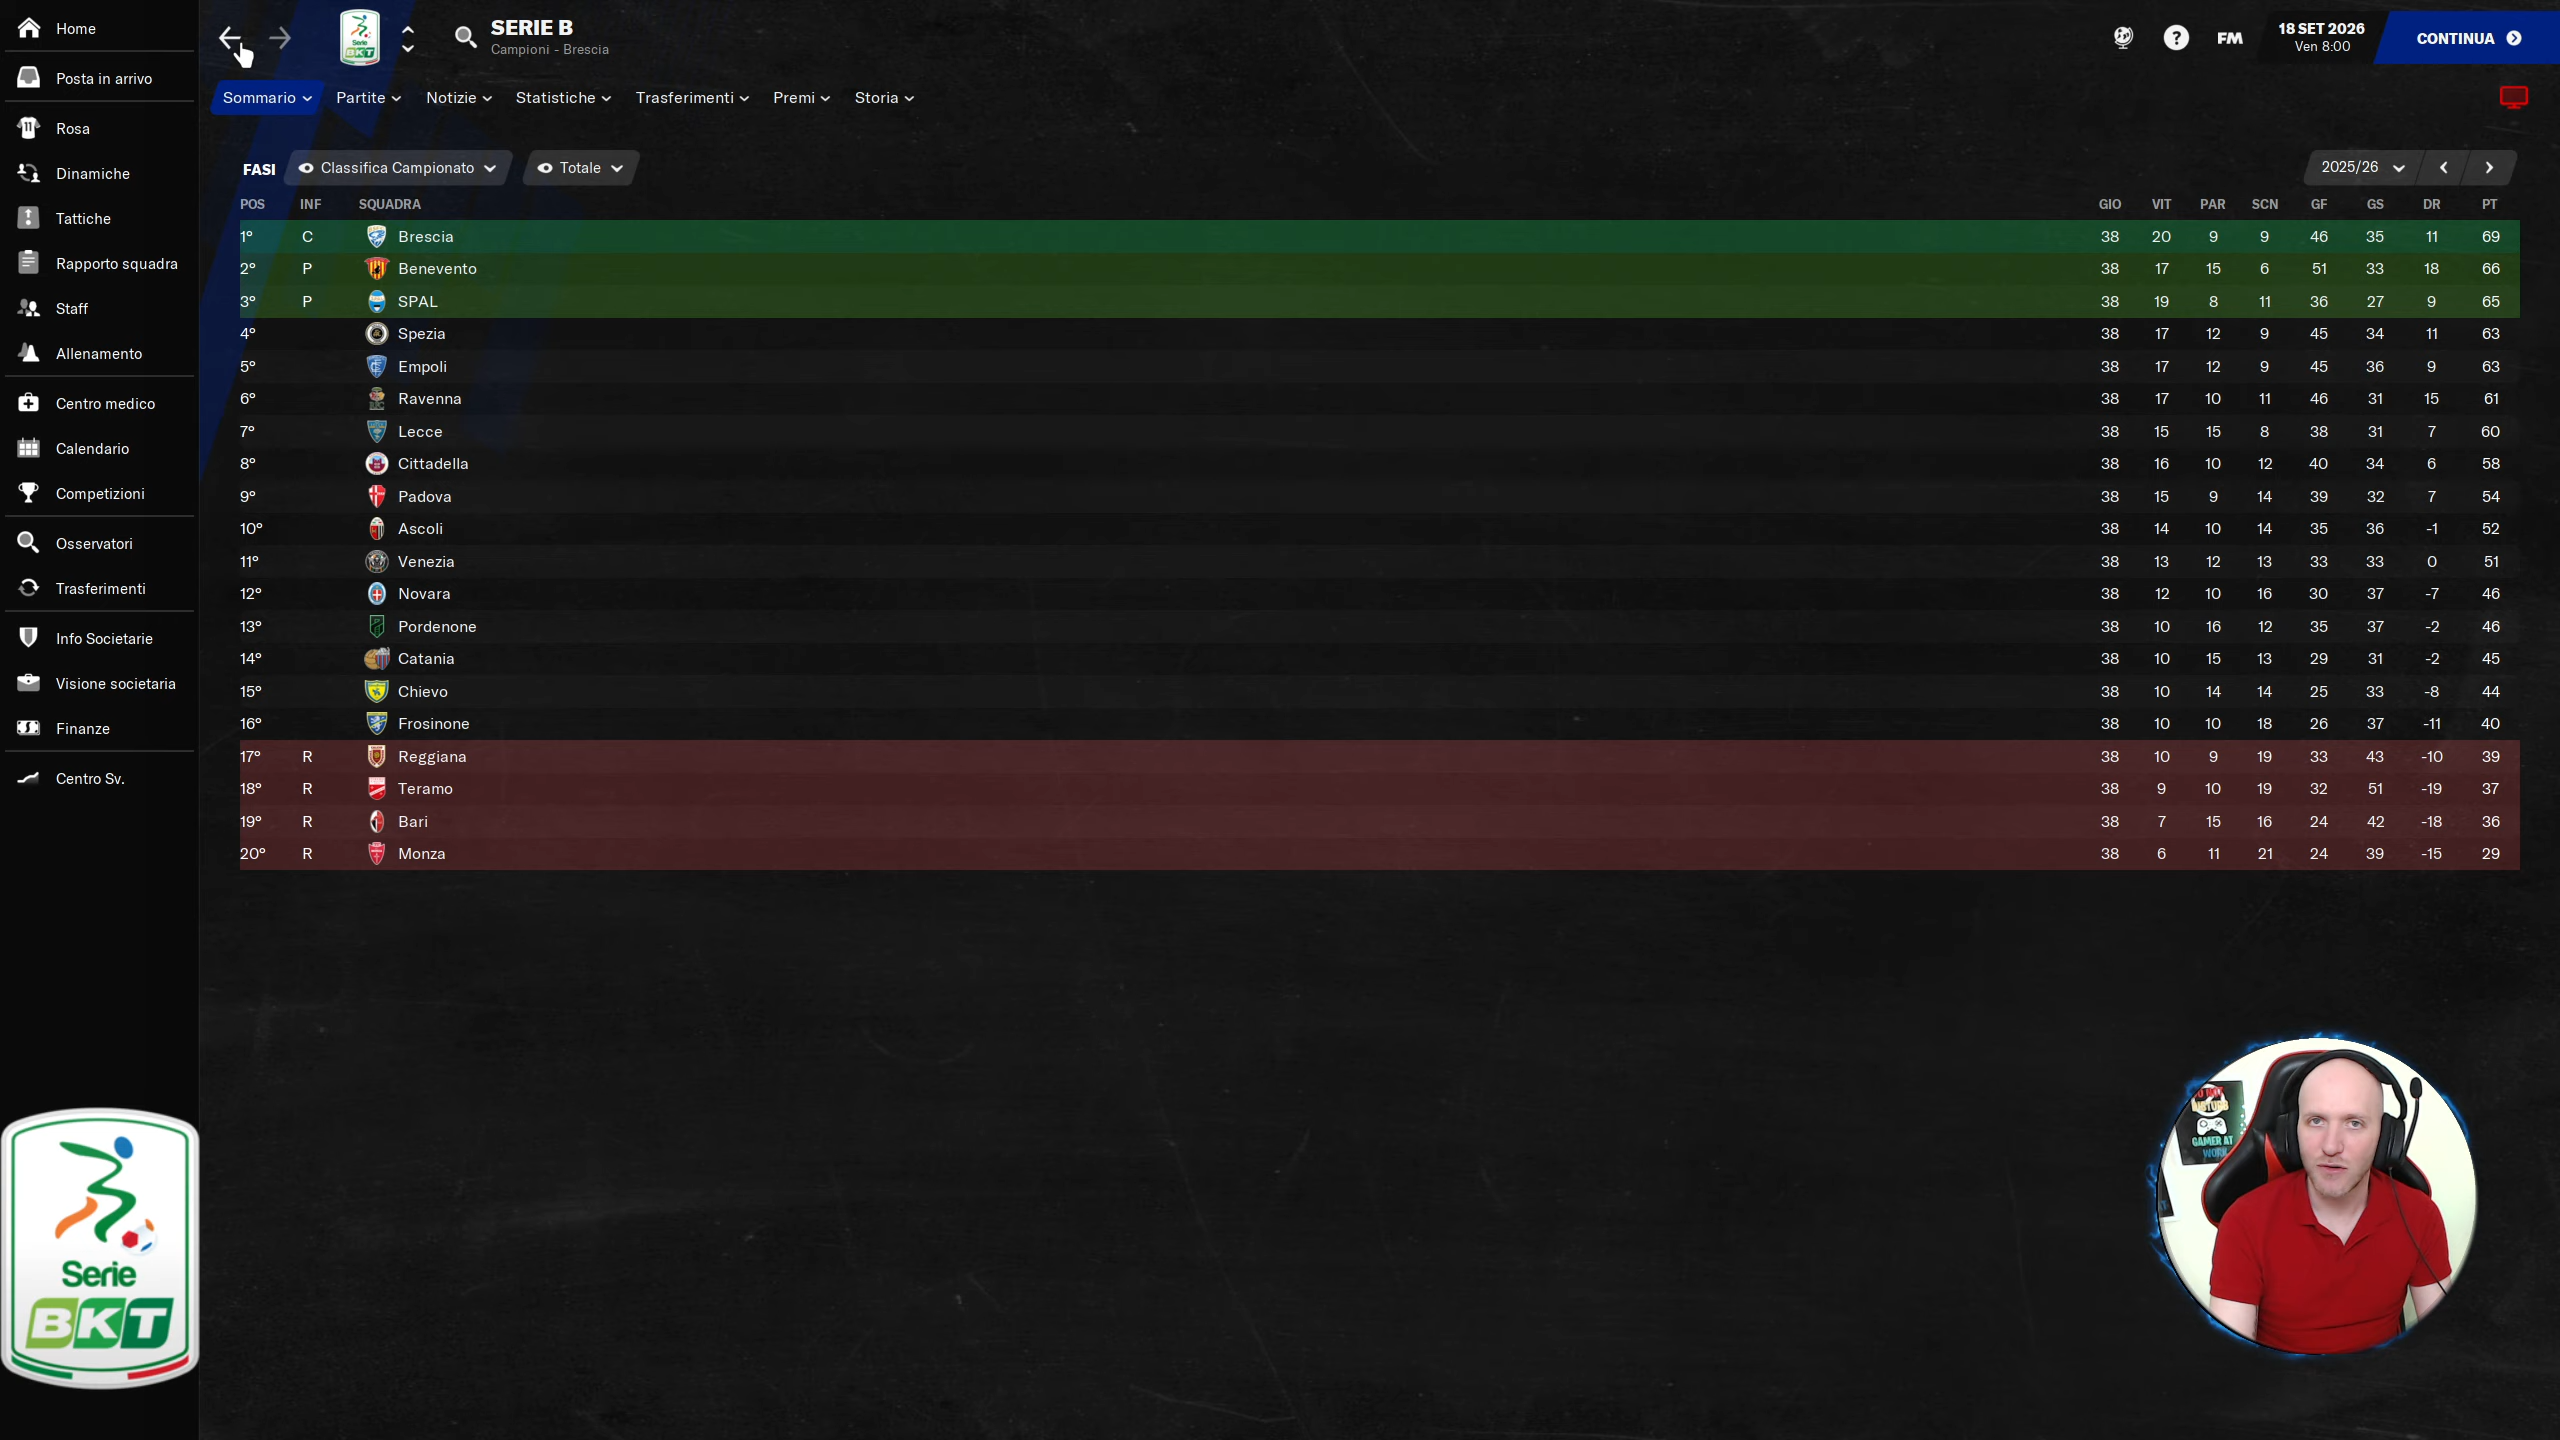 Home
Posta in arrivo
Rosa
Dinamiche
Tattiche
Rapporto squadra
Staff
Allenamento
Centro medico
Calendario
Competizioni
Osservatori
Trasferimenti
Info Societarie
Visione societaria
Finanze
Centro Sv.
Serie
BKT
Serie
BKT
SERIE B
Campioni - Brescia
FM
18 SET 2026
Ven 8:00
CONTINUA
Sommario Partite Notizie Statistiche Trasferimenti Premi Storia
FASI Classifica Campionato Totale 2025/26
POS INF SQUADRA GIO VIT PAR SCN GF GS DR PT
1° C Brescia 38 20 9 9 46 35 11 69
2° P Benevento 38 17 15 6 51 33 18 66
3° P SPAL 38 19 8 11 36 27 9 65
4° Spezia 38 17 12 9 45 34 11 63
5° Empoli 38 17 12 9 45 36 9 63
6° Ravenna 38 17 10 11 46 31 15 61
7° Lecce 38 15 15 8 38 31 7 60
8° Cittadella 38 16 10 12 40 34 6 58
9° Padova 38 15 9 14 39 32 7 54
10° Ascoli 38 14 10 14 35 36 -1 52
11° Venezia 38 13 12 13 33 33 0 51
12° Novara 38 12 10 16 30 37 -7 46
13° Pordenone 38 10 16 12 35 37 -2 46
14° Catania 38 10 15 13 29 31 -2 45
15° Chievo 38 10 14 14 25 33 -8 44
16° Frosinone 38 10 10 18 26 37 -11 40
17° R Reggiana 38 10 9 19 33 43 -10 39
18° R Teramo 38 9 10 19 32 51 -19 37
19° R Bari 38 7 15 16 24 42 -18 36
20° R Monza 38 6 11 21 24 39 -15 29
GAMER AT
WORK